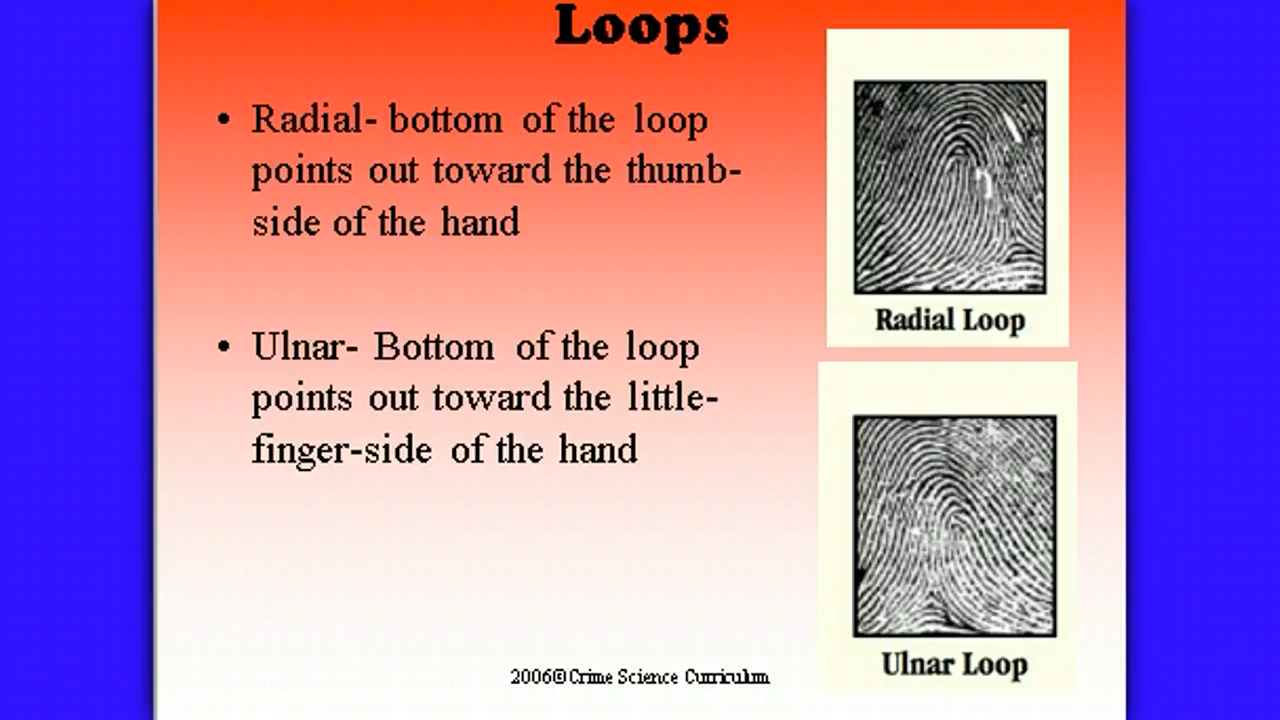 Loops
• Radial- bottom of the loop
points out toward the thumb-
side of the hand
Radial Loop
• Ulnar- Bottom of the loop
points out toward the little-
finger-side of the hand
Ulnar Loop
2006©Crime Science Curriculum